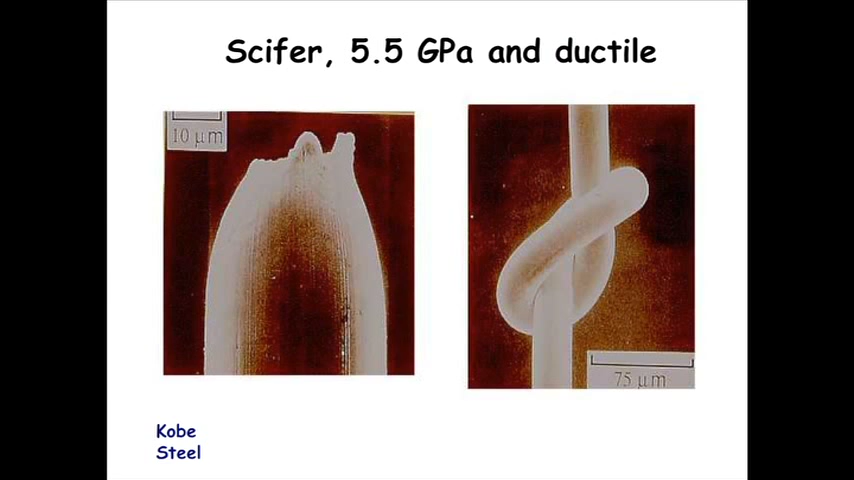 Scifer, 5.5 GPa and ductile
10 μm
75 μm
Kobe
Steel